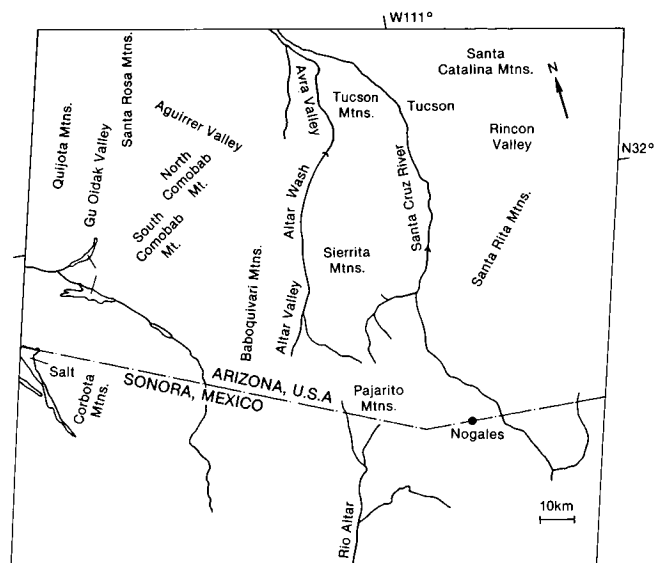 W111°
Santa
Catalina Mtns.
N
Quijota Mtns.
Gu Oidak Valley
Santa Rosa Mtns.
Aguirrer Valley
North
Comobab
Mt.
South
Comobab
Mt.
Avra Valley
Tucson
Mtns.
Tucson
Rincon
Valley
N32°
Altar Wash
Santa Cruz River
Sierrita
Mtns.
Santa Rita Mtns.
Baboquivari Mtns.
Altar Valley
Salt
Corbota
Mtns.
ARIZONA, U.S.A
SONORA, MEXICO
Pajarito
Mtns.
Nogales
Rio Altar
10km